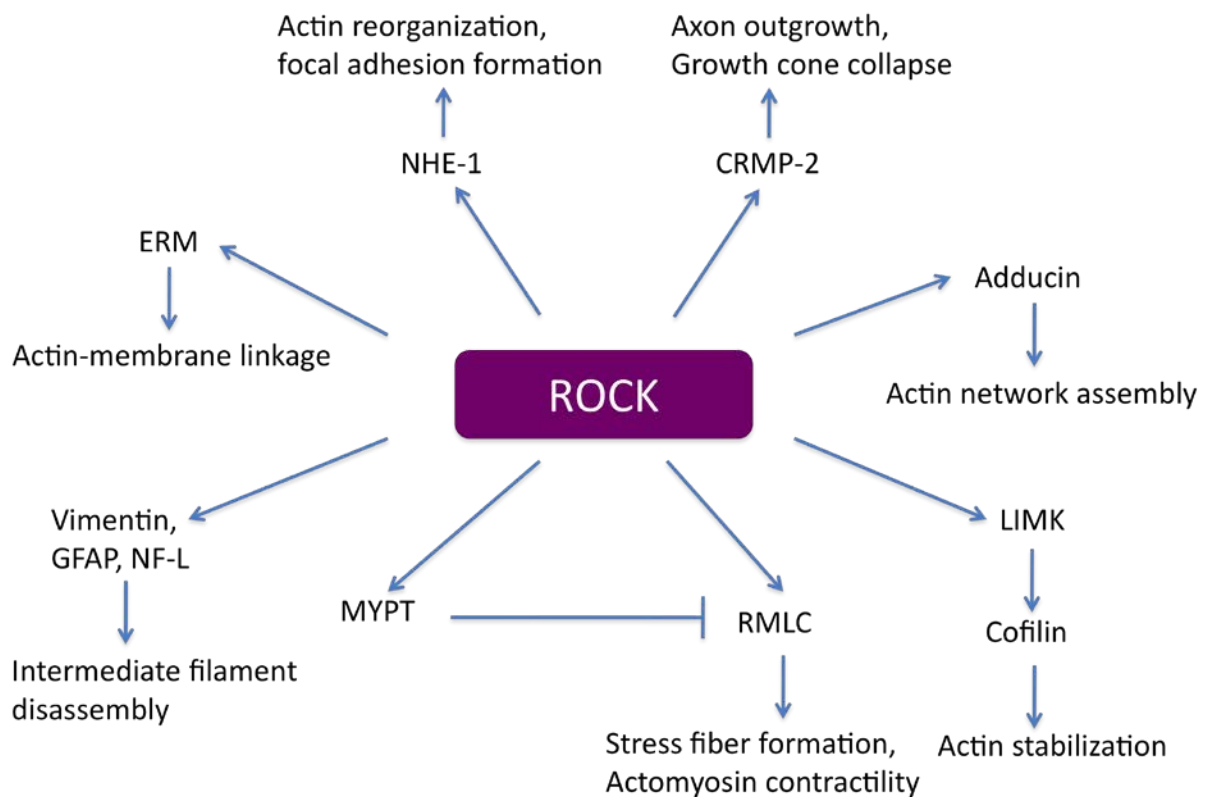 Actin reorganization,
focal adhesion formation
Axon outgrowth,
Growth cone collapse
NHE-1
CRMP-2
ERM
Adducin
Actin-membrane linkage
ROCK
Actin network assembly
Vimentin,
GFAP, NF-L
LIMK
MYPT
RMLC
Cofilin
Intermediate filament
disassembly
Stress fiber formation,
Actomyosin contractility
Actin stabilization